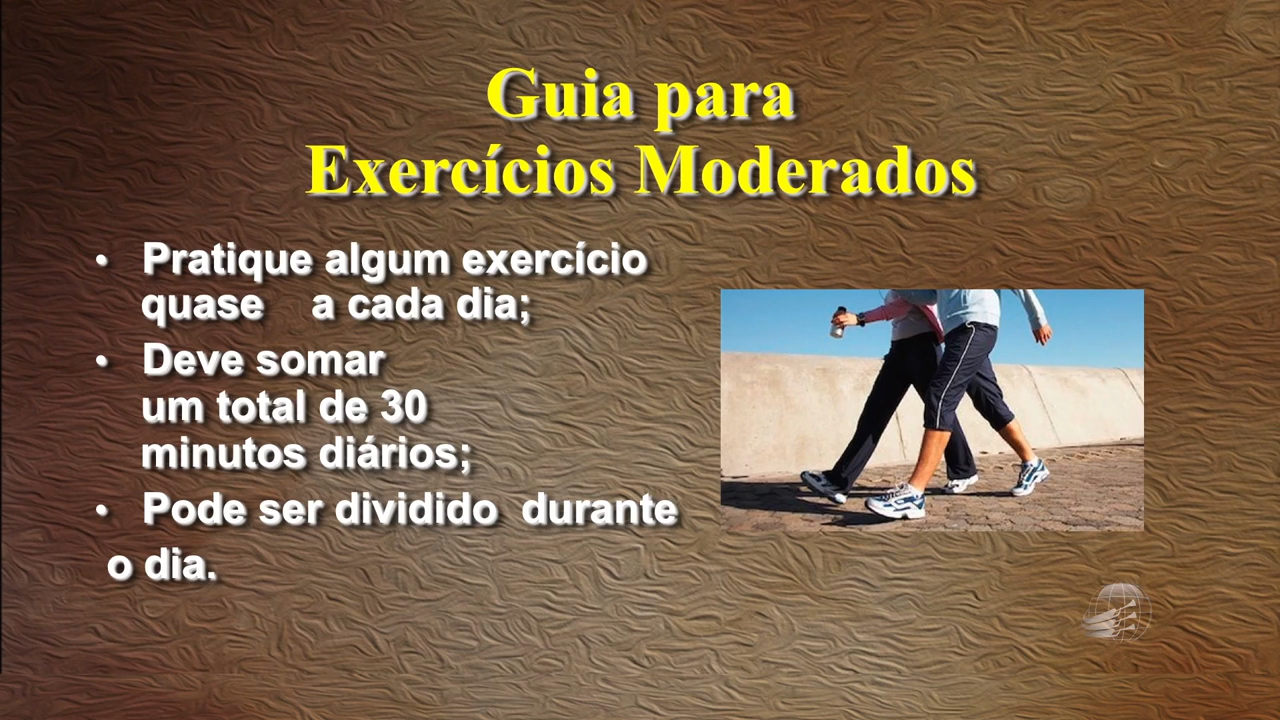 Guia para
Exercícios Moderados
• Pratique algum exercício
quase a cada dia;
• Deve somar
um total de 30
minutos diários;
• Pode ser dividido durante
o dia.